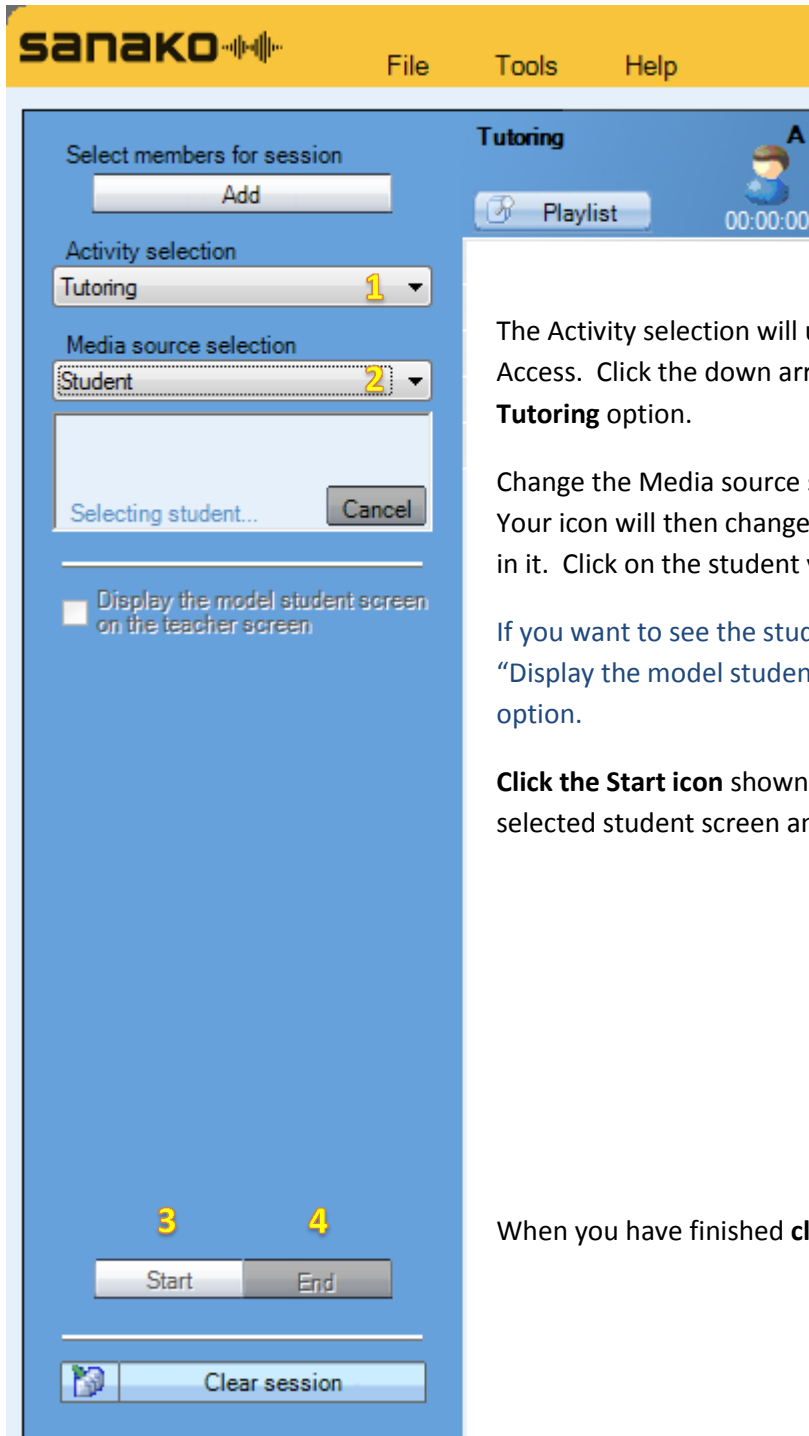 sanako
File Tools Help
Select members for session
Add
Activity selection
Tutoring 1
Media source selection
Student 2
Selecting student... Cancel
Display the model student screen
on the teacher screen
3 4
Start End
Clear session
Tutoring A
Playlist 00:00:00
The Activity selection will
Access. Click the down
Tutoring option.
Change the Media source
Your icon will then change
in it. Click on the student
If you want to see the
“Display the model
option.
Click the Start icon shown
selected student screen
When you have finished